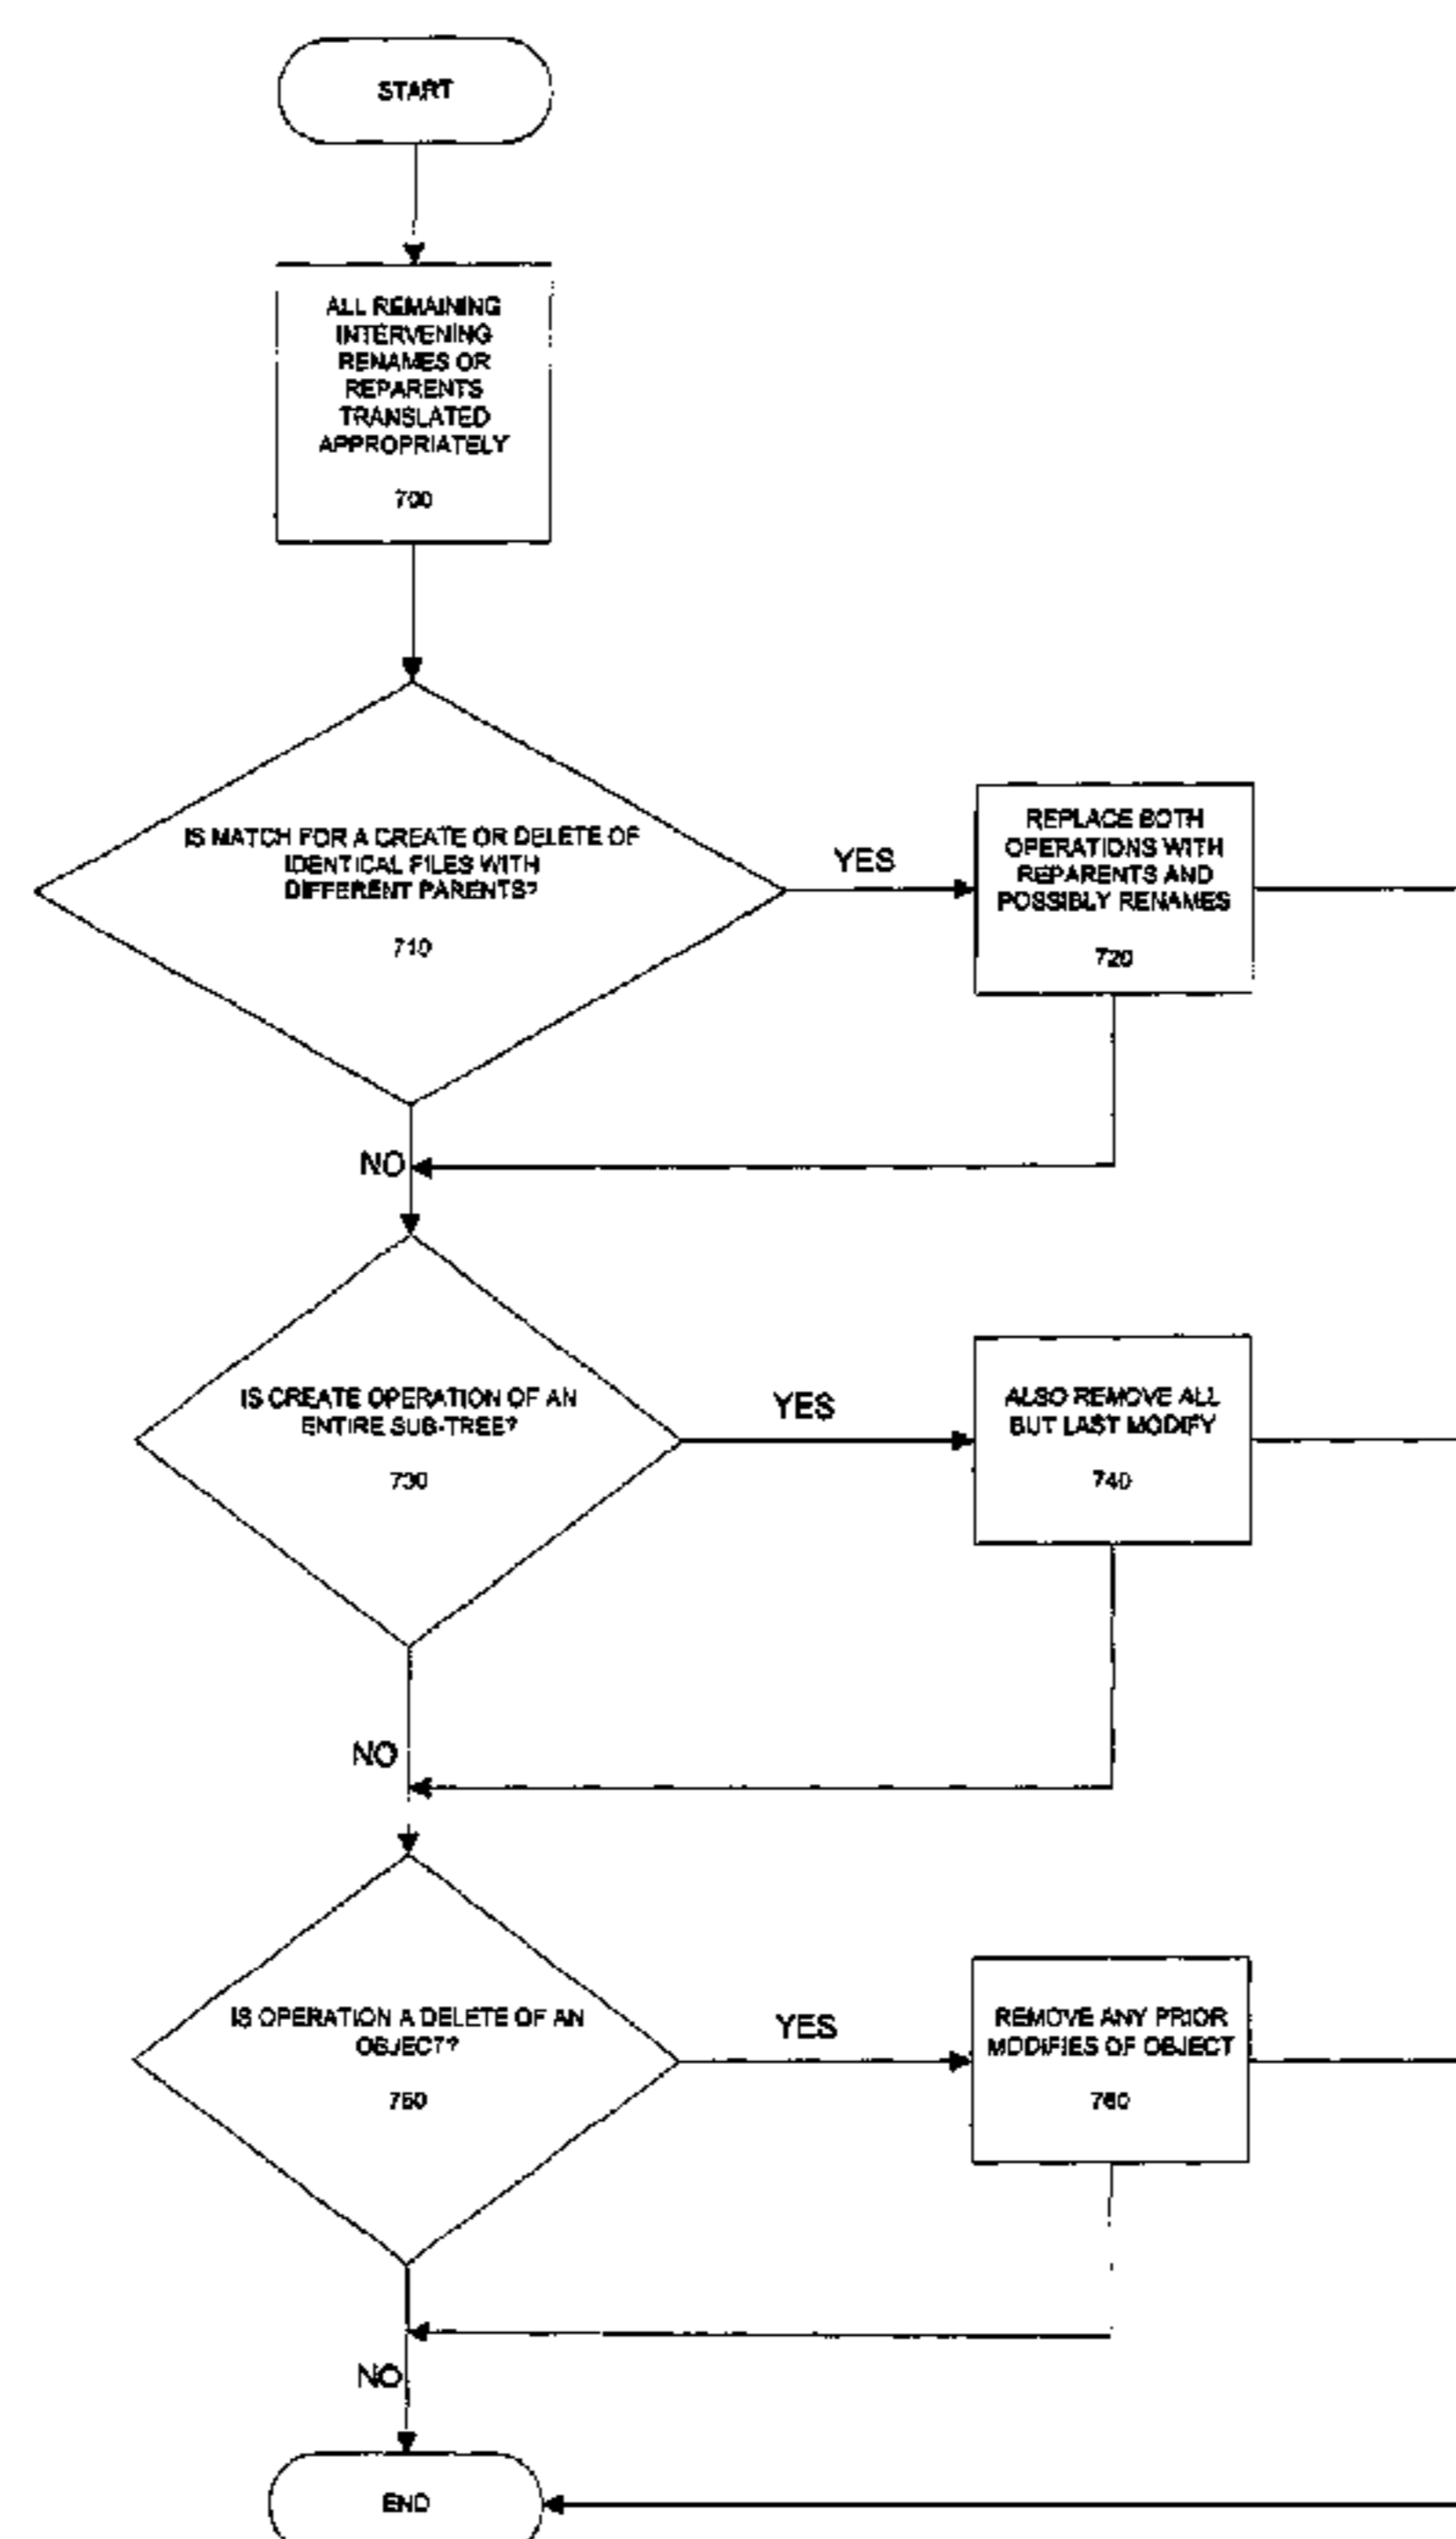 START
ALL REMAINING
INTERVENING
RENAMES OR
REPARENTS
TRANSLATED
APPROPRIATELY
700
IS MATCH FOR A CREATE OR DELETE OF
IDENTICAL FILES WITH
DIFFERENT PARENTS?
710
YES
REPLACE BOTH
OPERATIONS WITH
REPARENTS AND
POSSIBLY RENAMES
720
NO
IS CREATE OPERATION OF AN
ENTIRE SUB-TREE?
730
YES
ALSO REMOVE ALL
BUT LAST MODIFY
740
NO
IS OPERATION A DELETE OF AN
OBJECT?
750
YES
REMOVE ANY PRIOR
MODIFIES OF OBJECT
760
NO
END